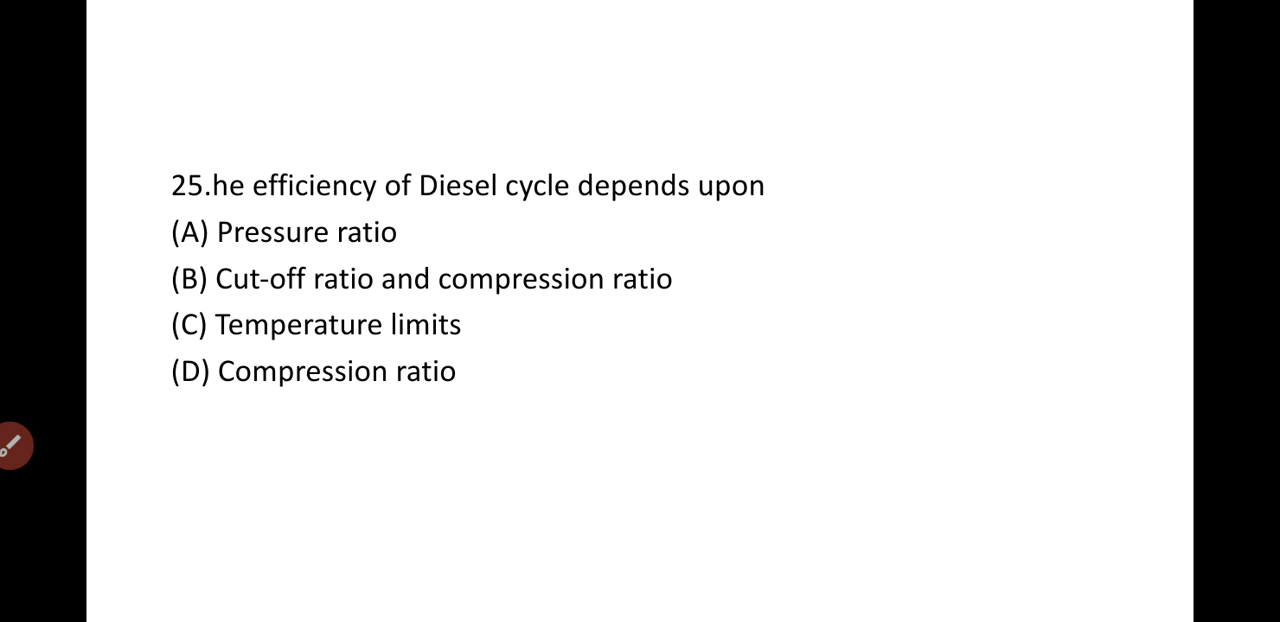 25.he efficiency of Diesel cycle depends upon
(A) Pressure ratio
(B) Cut-off ratio and compression ratio
(C) Temperature limits
(D) Compression ratio